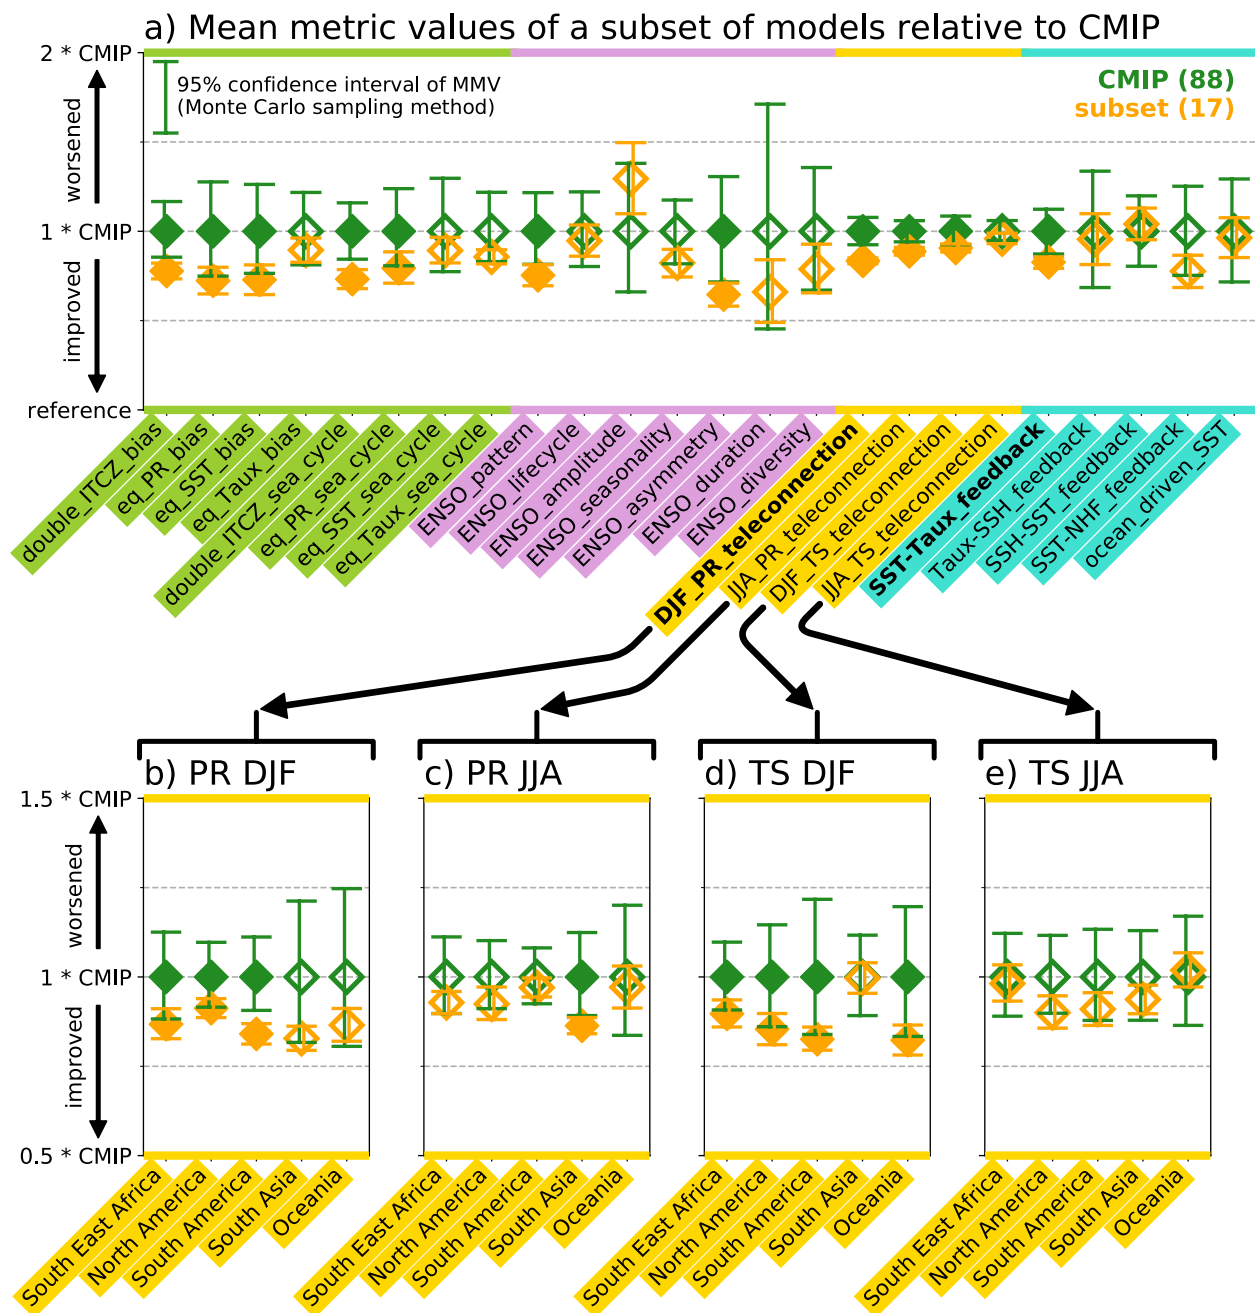 a) Mean metric values of a subset of models relative to CMIP
2 * CMIP
worsened
1 * CMIP
improved
reference
95% confidence interval of MMV
(Monte Carlo sampling method)
CMIP (88)
subset (17)
double_ITCZ_bias
eq_PR_bias
eq_SST_bias
eq_Taux_bias
double_ITCZ_sea_cycle
eq_PR_sea_cycle
eq_SST_sea_cycle
eq_Taux_sea_cycle
ENSO_pattern
ENSO_lifecycle
ENSO_amplitude
ENSO_seasonality
ENSO_asymmetry
ENSO_duration
ENSO_diversity
DJF_PR_teleconnection
JJA_PR_teleconnection
DJF_TS_teleconnection
JJA_TS_teleconnection
SST-Taux_feedback
Taux-SSH_feedback
SSH-SST_feedback
SST-NHF_feedback
ocean_driven_SST
b) PR DJF
c) PR JJA
d) TS DJF
e) TS JJA
1.5 * CMIP
worsened
1 * CMIP
improved
0.5 * CMIP
South East Africa
North America
South America
South Asia
Oceania
South East Africa
North America
South America
South Asia
Oceania
South East Africa
North America
South America
South Asia
Oceania
South East Africa
North America
South America
South Asia
Oceania